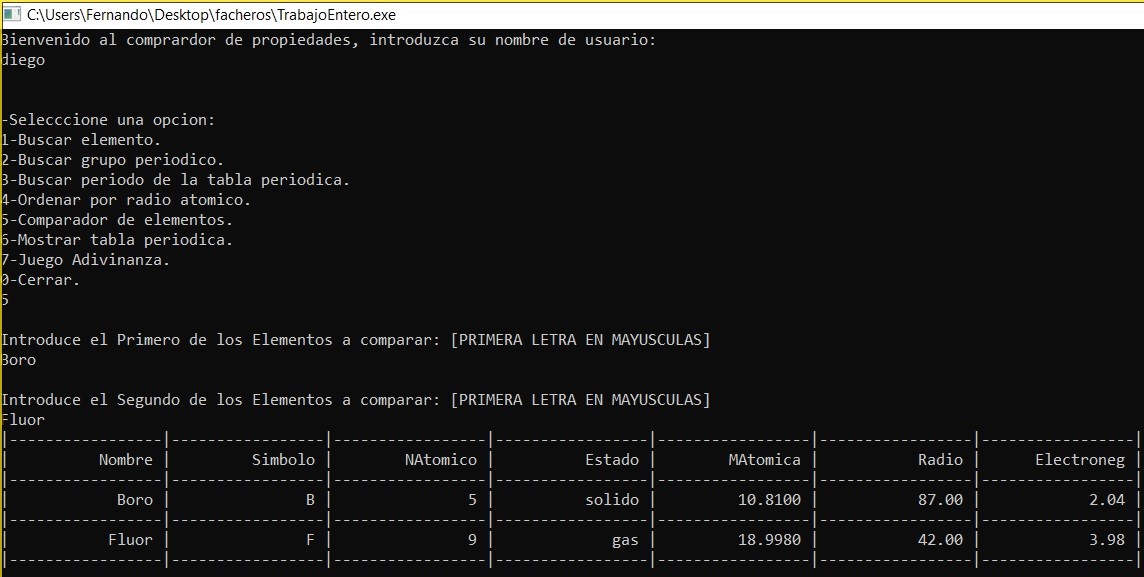 C:\Users\Fernando\Desktop\facheros\TrabajoEntero.exe
Bienvenido al comprardor de propiedades, introduzca su nombre de usuario:
diego
-Selecccione una opcion:
1-Buscar elemento.
2-Buscar grupo periodico.
3-Buscar periodo de la tabla periodica.
4-Ordenar por radio atomico.
5-Comparador de elementos.
6-Mostrar tabla periodica.
7-Juego Adivinanza.
0-Cerrar.
5
Introduce el Primero de los Elementos a comparar: [PRIMERA LETRA EN MAYUSCULAS]
Boro
Introduce el Segundo de los Elementos a comparar: [PRIMERA LETRA EN MAYUSCULAS]
Fluor
|-----------------|-----------------|-----------------|-----------------|-----------------|-----------------|-----------------|
| Nombre | Simbolo | NAtomico | Estado | MAtomica | Radio | Electroneg |
|-----------------|-----------------|-----------------|-----------------|-----------------|-----------------|-----------------|
| Boro | B | 5 | solido | 10.8100 | 87.00 | 2.04 |
|-----------------|-----------------|-----------------|-----------------|-----------------|-----------------|-----------------|
| Fluor | F | 9 | gas | 18.9980 | 42.00 | 3.98 |
|-----------------|-----------------|-----------------|-----------------|-----------------|-----------------|-----------------|